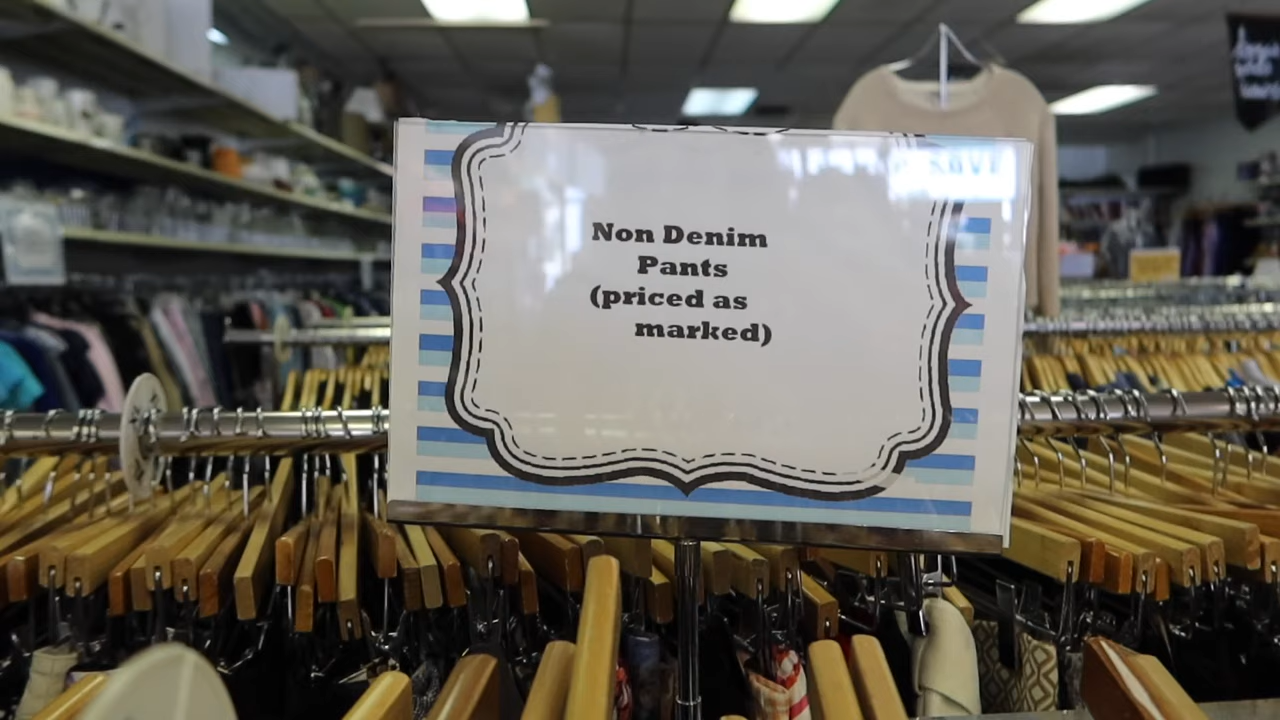 Non Denim
Pants
(priced as
marked)